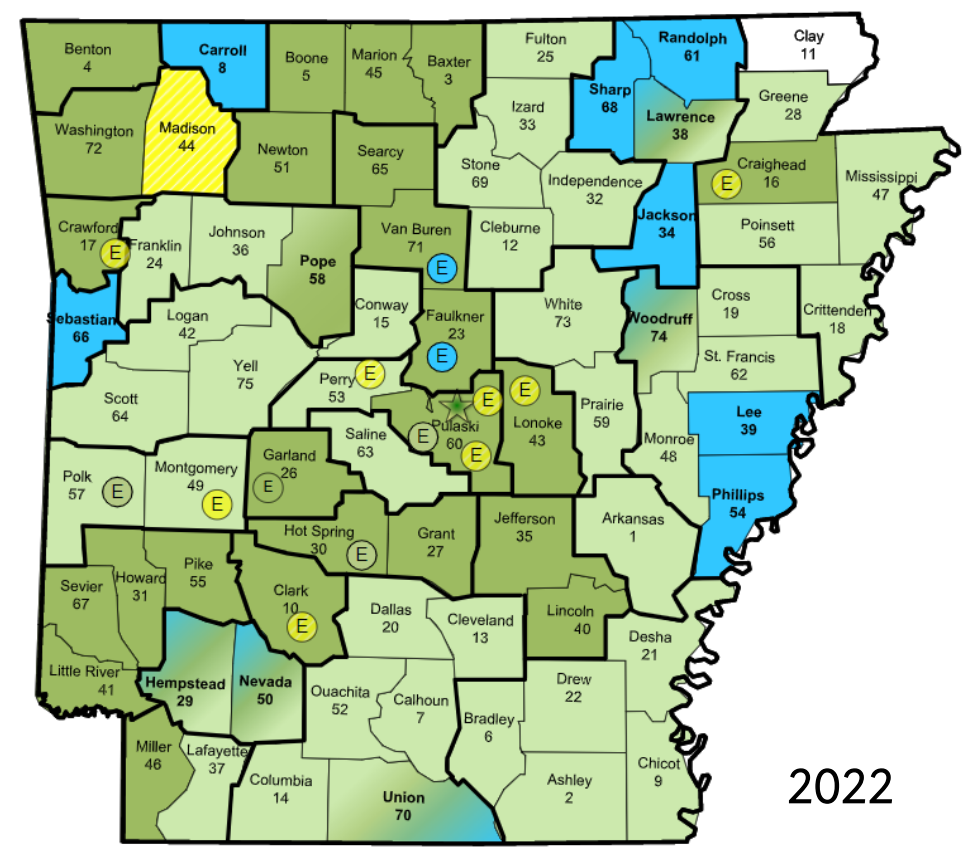 Benton
4
Carroll
8
Boone
5
Marion
45
Baxter
3
Fulton
25
Randolph
61
Clay
11
Sharp
68
Izard
33
Lawrence
38
Greene
28
Washington
72
Madison
44
Newton
51
Searcy
65
Stone
69
Independence
32
Craighead
16
E
Mississippi
47
Crawford
17
E
Franklin
24
Johnson
36
Pope
58
Van Buren
71
E
Cleburne
12
Jackson
34
Poinsett
56
Sebastian
66
Logan
42
Conway
15
Faulkner
23
E
White
73
Woodruff
74
Cross
19
Crittenden
18
Yell
75
Perry
53
E
St. Francis
62
Scott
64
Saline
63
Pulaski
60
E
E
E
E
Lonoke
43
Prairie
59
Monroe
48
Lee
39
Polk
57
E
Montgomery
49
E
Garland
26
E
Phillips
54
Hot Spring
30
E
Grant
27
Jefferson
35
Arkansas
1
Sevier
67
Howard
31
Pike
55
Clark
10
E
Dallas
20
Cleveland
13
Lincoln
40
Desha
21
Little River
41
Hempstead
29
Nevada
50
Ouachita
52
Calhoun
7
Bradley
6
Drew
22
Miller
46
Lafayette
37
Columbia
14
Union
70
Ashley
2
Chicot
9
2022